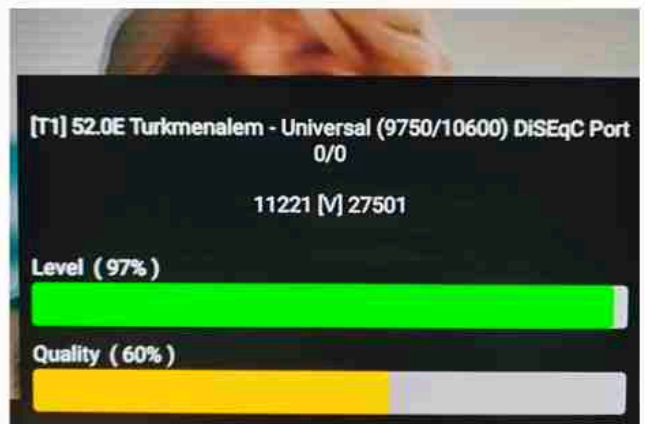 [T1] 52.0E Turkmenalem - Universal (9750/10600) DiSEqC Port
0/0
11221 [V] 27501
Level ( 97% )
Quality ( 60% )